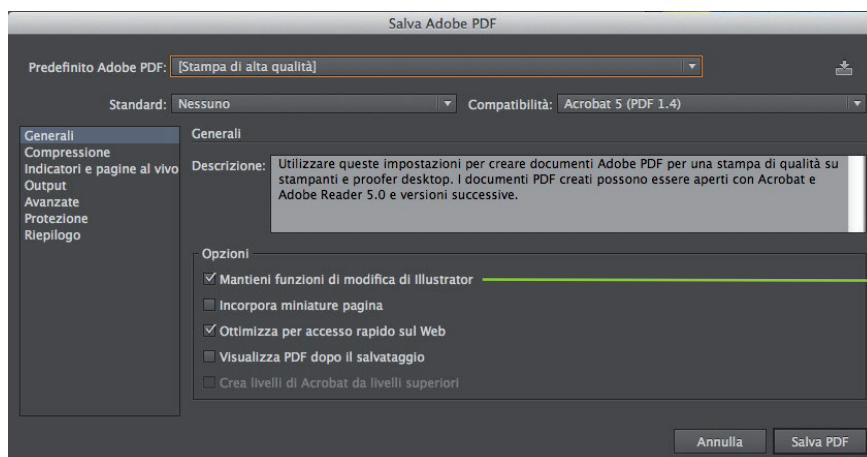 Salva Adobe PDF
Predefinito Adobe PDF: [Stampa di alta qualità]
Standard: Nessuno Compatibilità: Acrobat 5 (PDF 1.4)
Generali
Compressione
Indicatori e pagine al vivo
Output
Avanzate
Protezione
Riepilogo
Generali
Descrizione: Utilizzare queste impostazioni per creare documenti Adobe PDF per una stampa di qualità su
stampanti e proofer desktop. I documenti PDF creati possono essere aperti con Acrobat e
Adobe Reader 5.0 e versioni successive.
Opzioni
Mantieni funzioni di modifica di Illustrator
Incorpora miniature pagina
Ottimizza per accesso rapido sul Web
Visualizza PDF dopo il salvataggio
Crea livelli di Acrobat da livelli superiori
Annulla Salva PDF